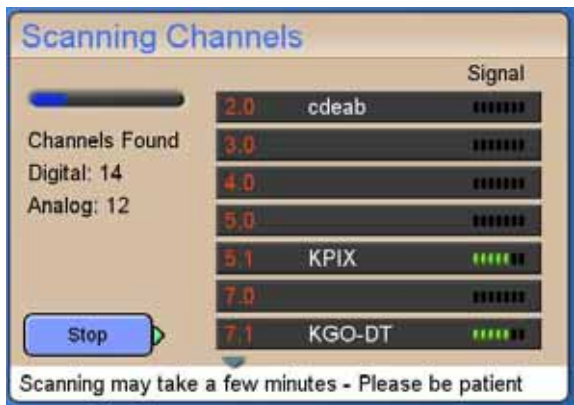 Scanning Channels
Signal
Channels Found
Digital: 14
Analog: 12
2.0 cdeab
3.0
4.0
5.0
5.1 KPIX
7.0
7.1 KGO-DT
Stop
Scanning may take a few minutes - Please be patient